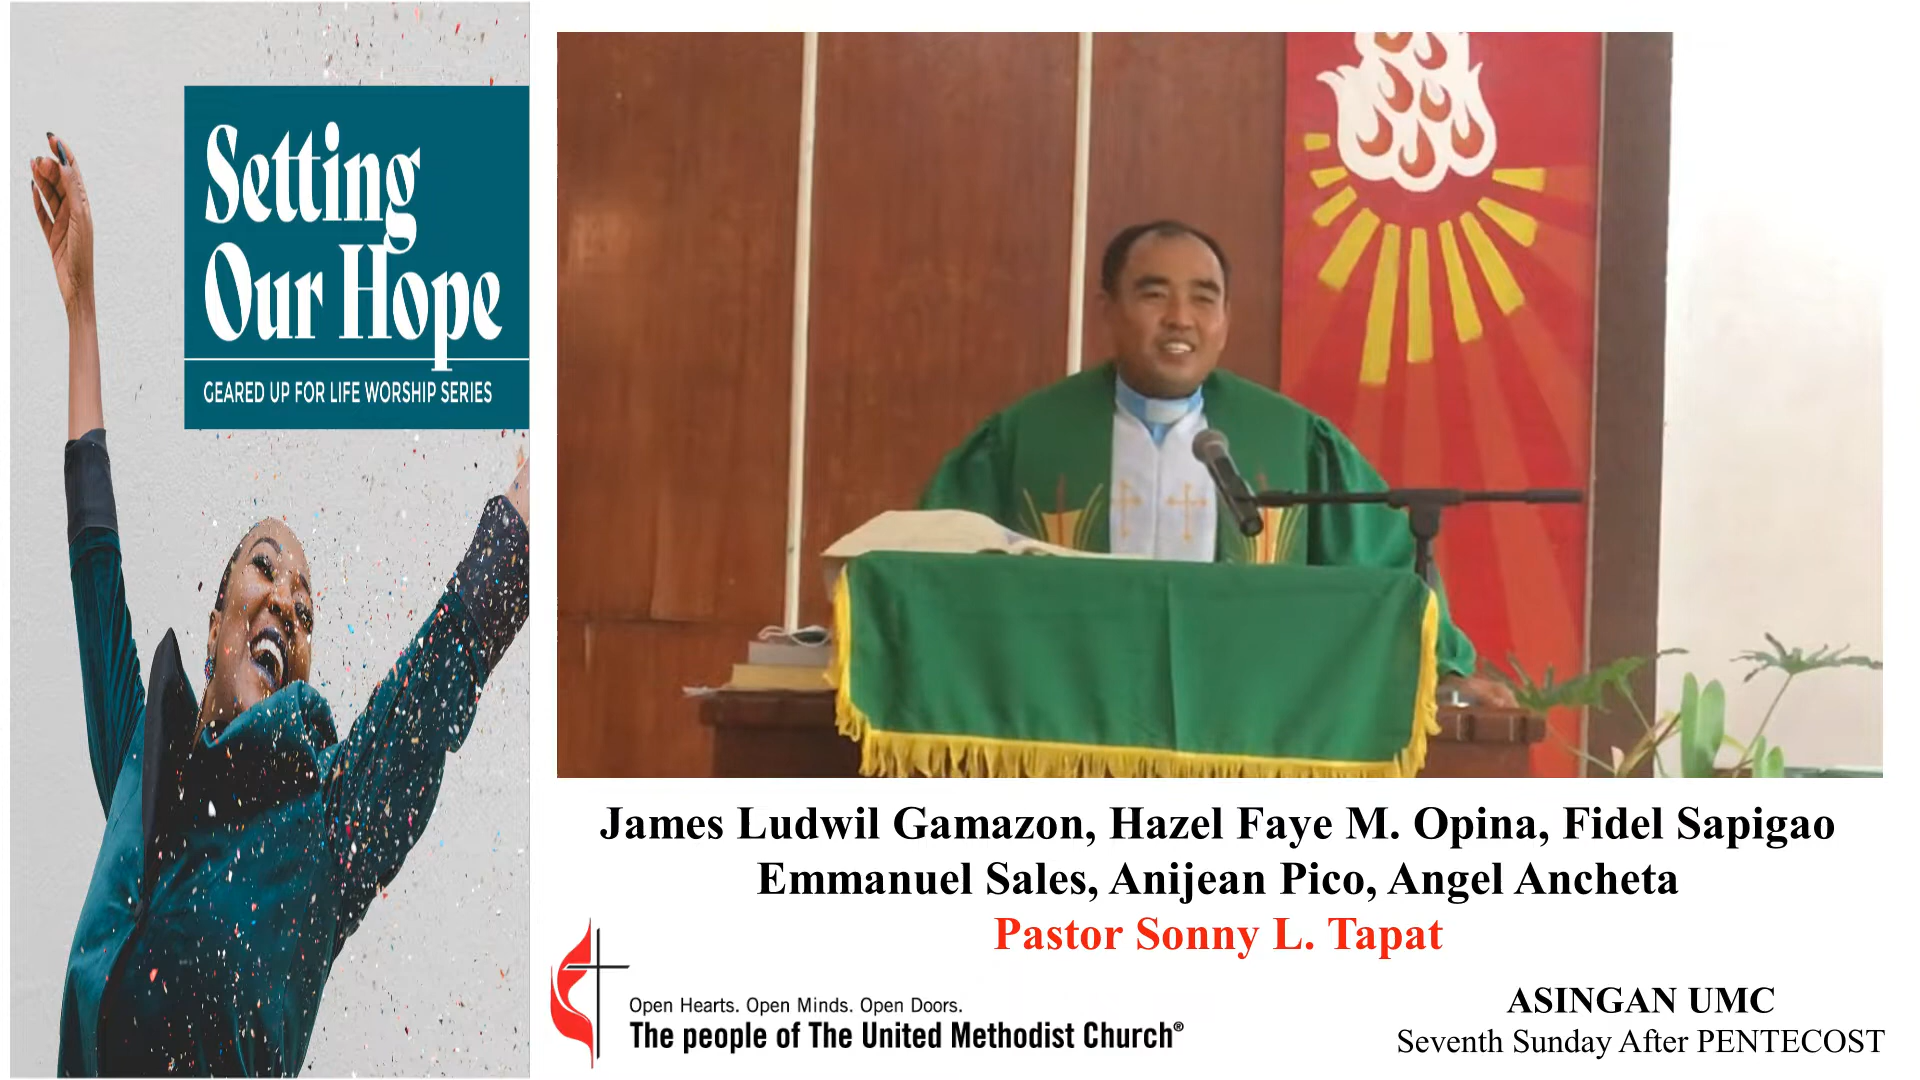 Setting
Our Hope
GEARED UP FOR LIFE WORSHIP SERIES
James Ludwil Gamazon, Hazel Faye M. Opina, Fidel Sapigao
Emmanuel Sales, Anijean Pico, Angel Ancheta
Pastor Sonny L. Tapat
Open Hearts. Open Minds. Open Doors.
The people of The United Methodist Church®
ASINGAN UMC
Seventh Sunday After PENTECOST